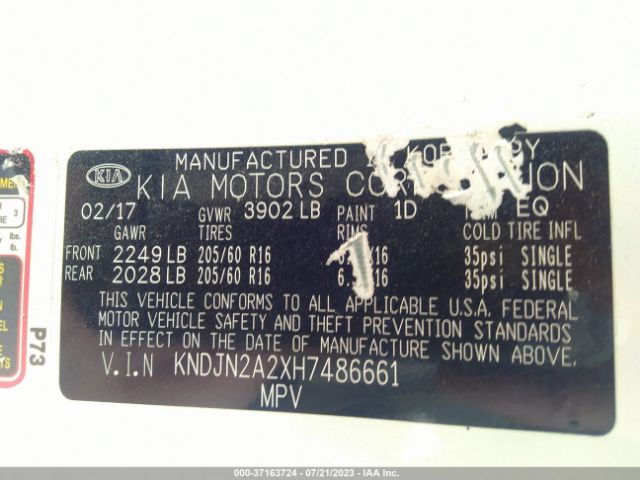 MANUFACTURED
KIA KIA MOTORS
02/17 GVWR 3902 LB PAINT 1D EQ
GAWR TIRES RIMS COLD TIRE INFL
FRONT 2249 LB 205/60 R16 35psi SINGLE
REAR 2028 LB 205/60 R16 35psi SINGLE
THIS VEHICLE CONFORMS TO ALL APPLICABLE U.S.A. FEDERAL
MOTOR VEHICLE SAFETY AND THEFT PREVENTION STANDARDS
IN EFFECT ON THE DATE OF MANUFACTURE SHOWN ABOVE.
V.I.N KNDJN2A2XH7486661
MPV
P73
lbs.
000-37163724 - 07/21/2023 - IAA Inc.